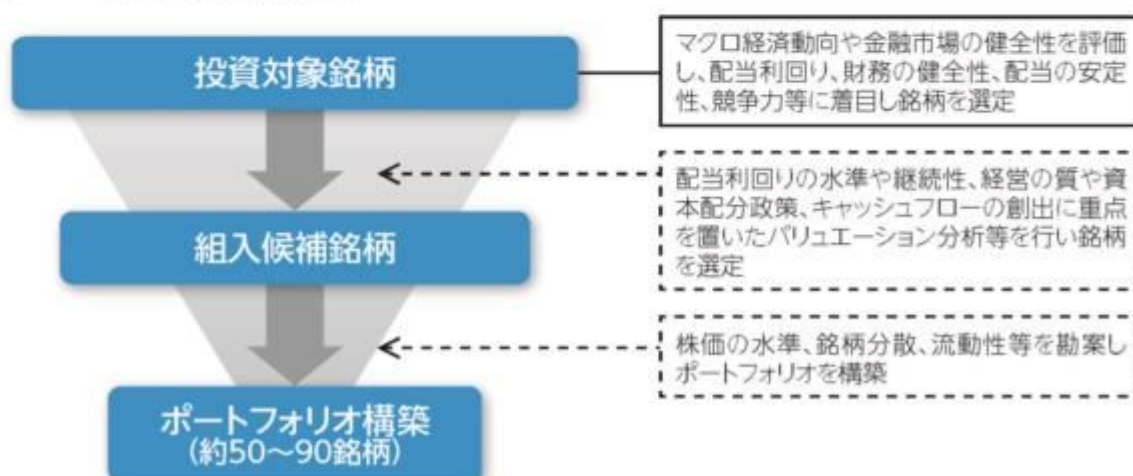 投資対象銘柄
マクロ経済動向や金融市場の健全性を評価
し、配当利回り、財務の健全性、配当の安定
性、競争力等に着目し銘柄を選定
配当利回りの水準や継続性、経営の質や資
本配分政策、キャッシュフローの創出に重点
を置いたバリュエーション分析等を行い銘柄
を選定
組入候補銘柄
株価の水準、銘柄分散、流動性等を勘案し
ポートフォリオを構築
ポートフォリオ構築
(約50～90銘柄)